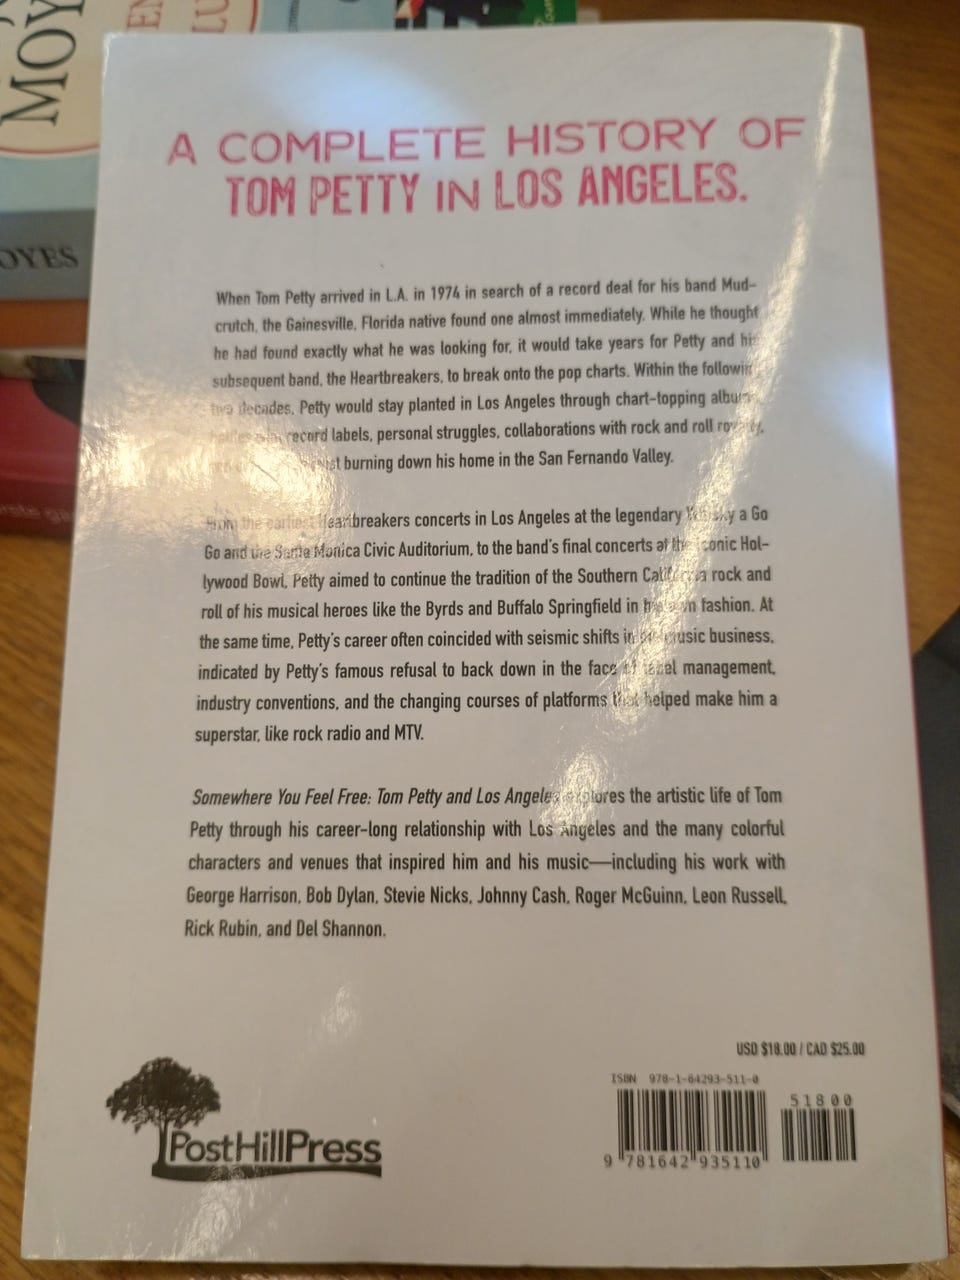 MOY
OYES
A COMPLETE HISTORY OF
TOM PETTY IN LOS ANGELES.
When Tom Petty arrived in L.A. in 1974 in search of a record deal for his band Mud-
crutch, the Gainesville, Florida native found one almost immediately. While he thought
he had found exactly what he was looking for, it would take years for Petty and his
subsequent band, the Heartbreakers, to break onto the pop charts. Within the following
two decades, Petty would stay planted in Los Angeles through chart-topping albums,
record labels, personal struggles, collaborations with rock and roll royalty,
burning down his home in the San Fernando Valley.
From the earliest Heartbreakers concerts in Los Angeles at the legendary Whisky a Go
Go and the Santa Monica Civic Auditorium, to the band's final concerts at the iconic Hol-
lywood Bowl, Petty aimed to continue the tradition of the Southern California rock and
roll of his musical heroes like the Byrds and Buffalo Springfield in his own fashion. At
the same time, Petty's career often coincided with seismic shifts in the music business,
indicated by Petty's famous refusal to back down in the face of label management,
industry conventions, and the changing courses of platforms that helped make him a
superstar, like rock radio and MTV.
Somewhere You Feel Free: Tom Petty and Los Angeles explores the artistic life of Tom
Petty through his career-long relationship with Los Angeles and the many colorful
characters and venues that inspired him and his music—including his work with
George Harrison, Bob Dylan, Stevie Nicks, Johnny Cash, Roger McGuinn, Leon Russell,
Rick Rubin, and Del Shannon.
USD $18.00 / CAD $25.00
ISBN 978-1-64293-511-0
51800
9 781642 935110
PostHillPress